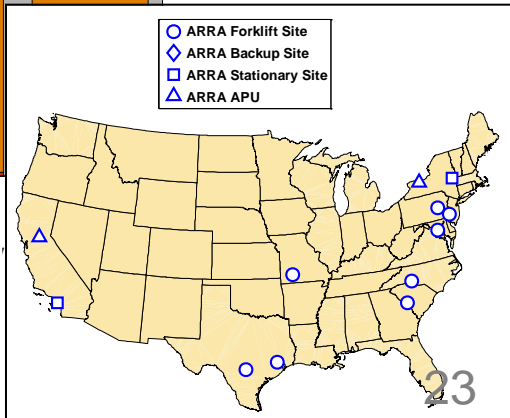 ARRA Forklift Site
ARRA Backup Site
ARRA Stationary Site
ARRA APU
23